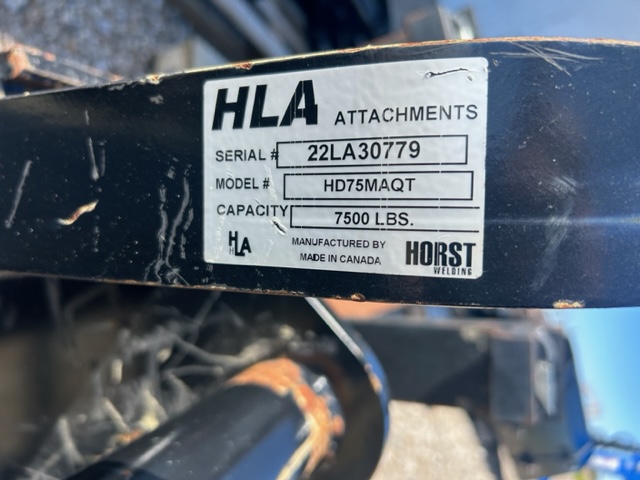 HLA ATTACHMENTS
SERIAL # 22LA30779
MODEL # HD75MAQT
CAPACITY 7500 LBS.
HLA
MANUFACTURED BY
MADE IN CANADA
HORST
WELDING